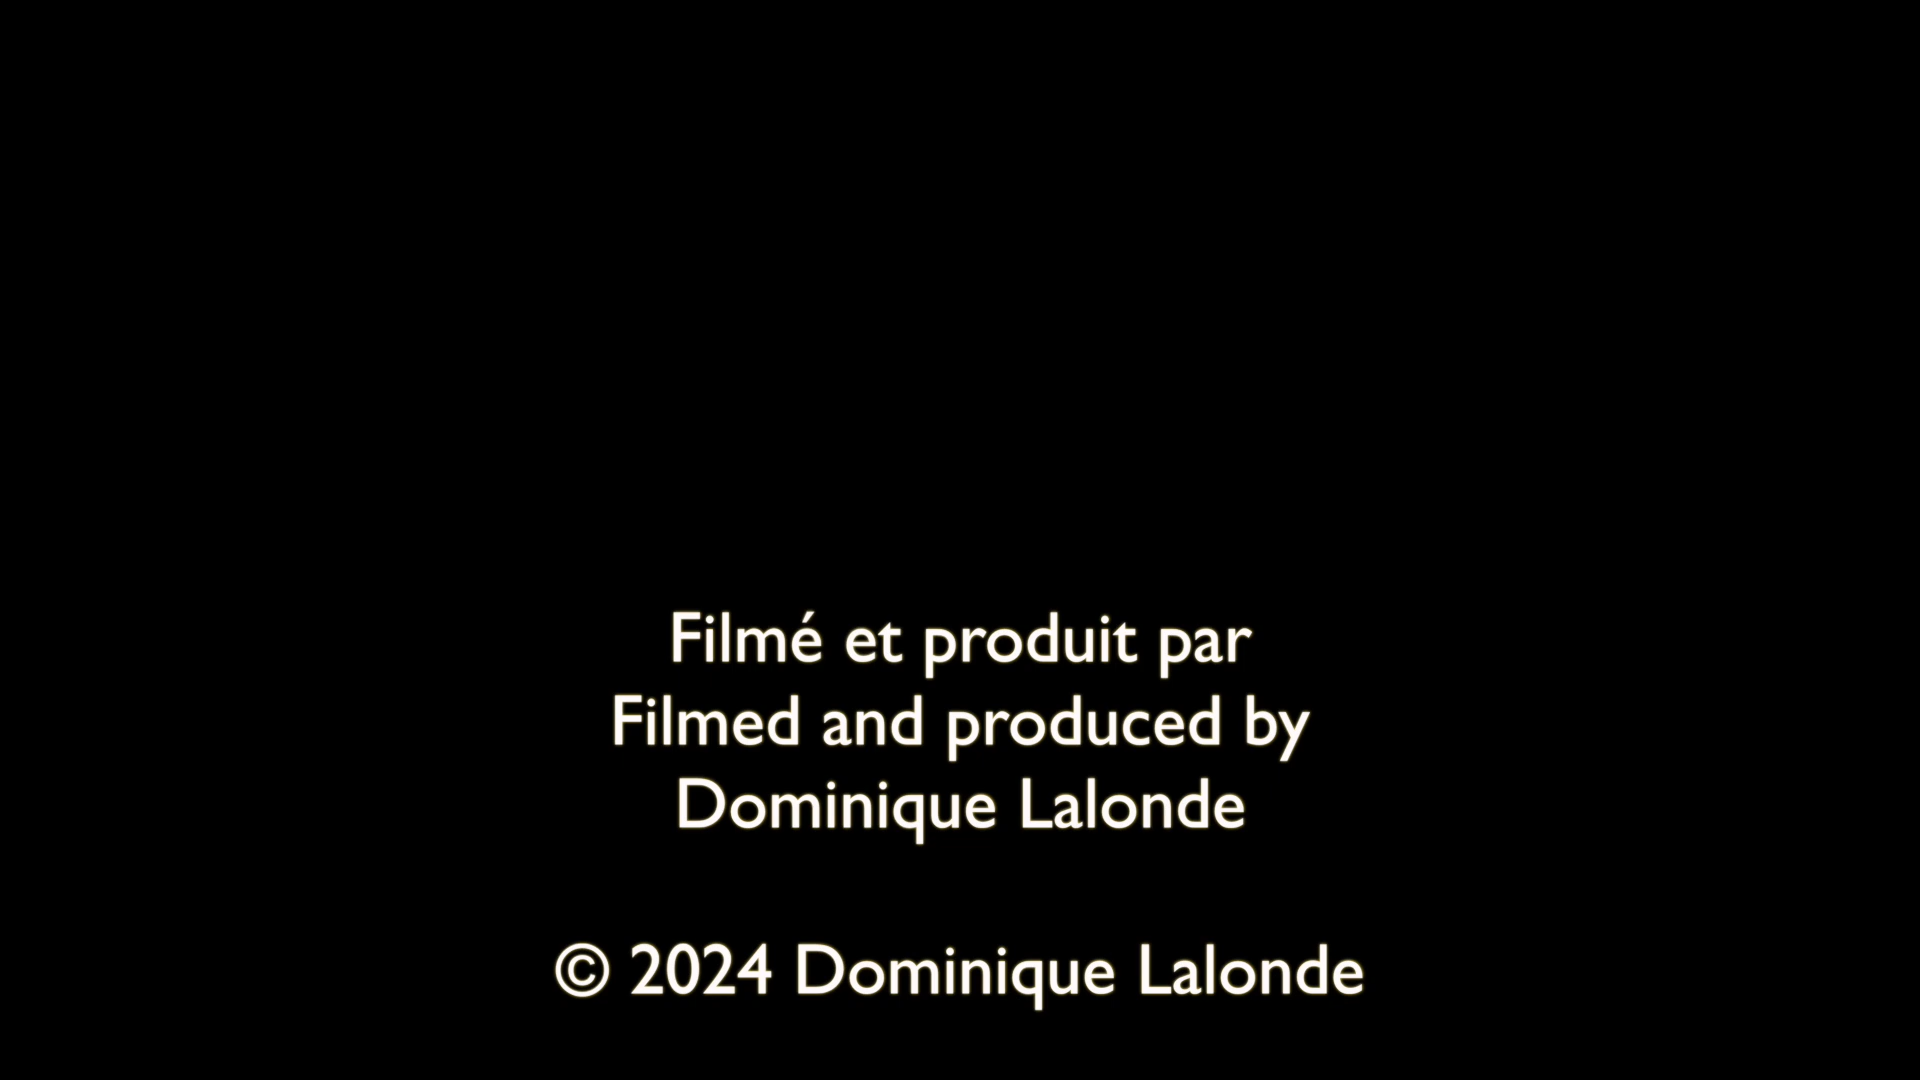 Filmé et produit par
Filmed and produced by
Dominique Lalonde
© 2024 Dominique Lalonde